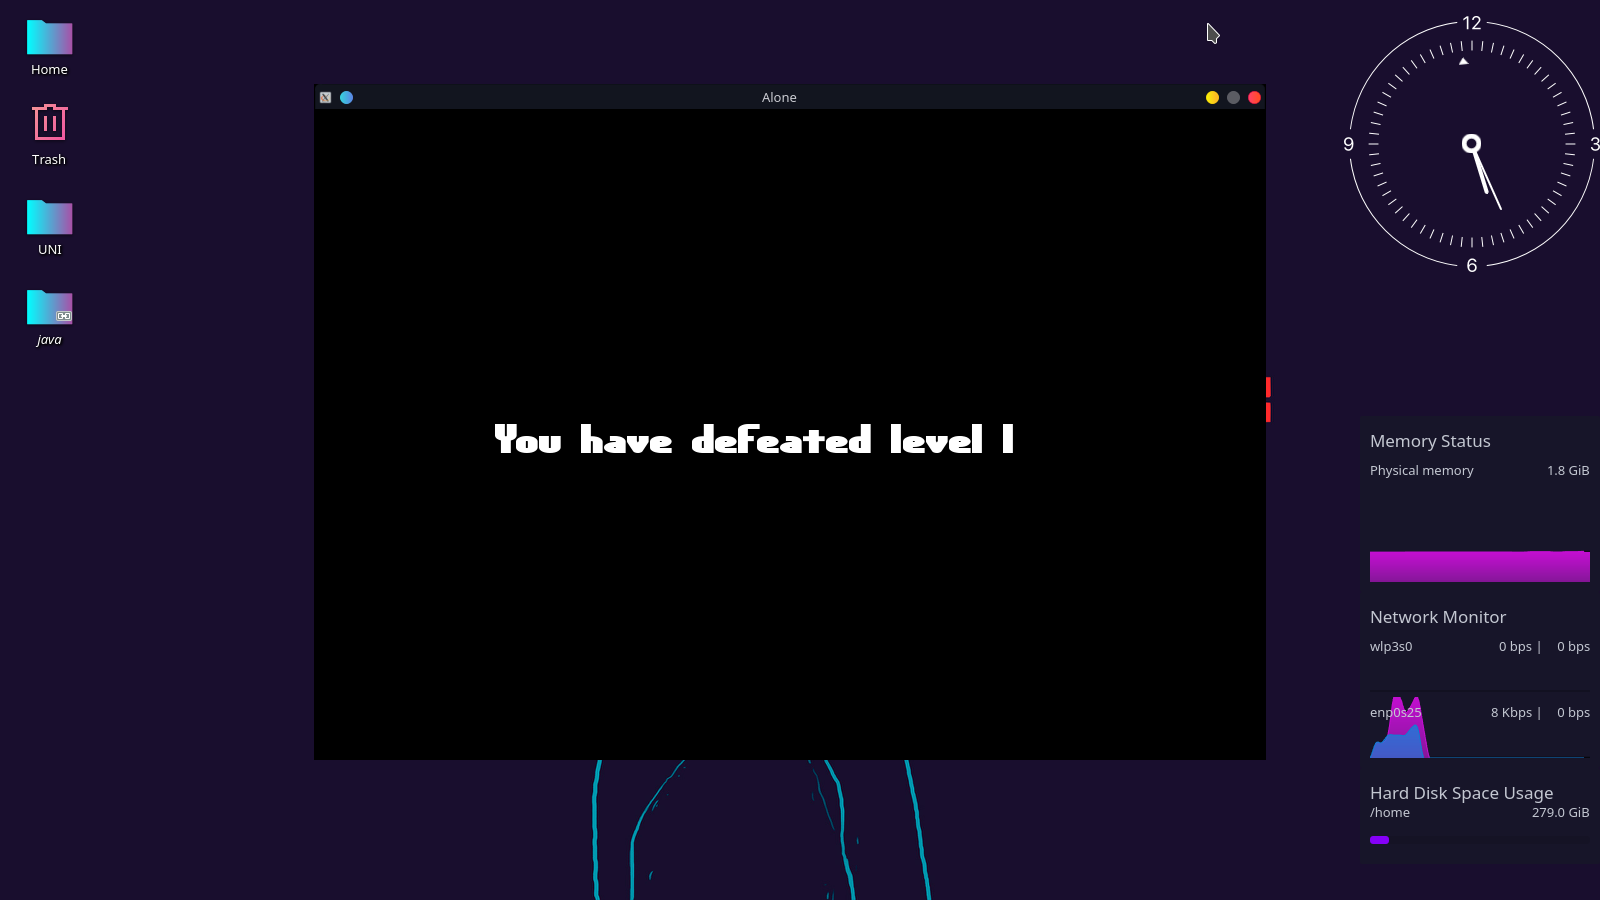 Home
Trash
UNI
java
Alone
You have defeated level 1
12
3
6
9
Memory Status
Physical memory 1.8 GiB
Network Monitor
wlp3s0 0 bps | 0 bps
enp0s25 8 Kbps | 0 bps
Hard Disk Space Usage
/home 279.0 GiB